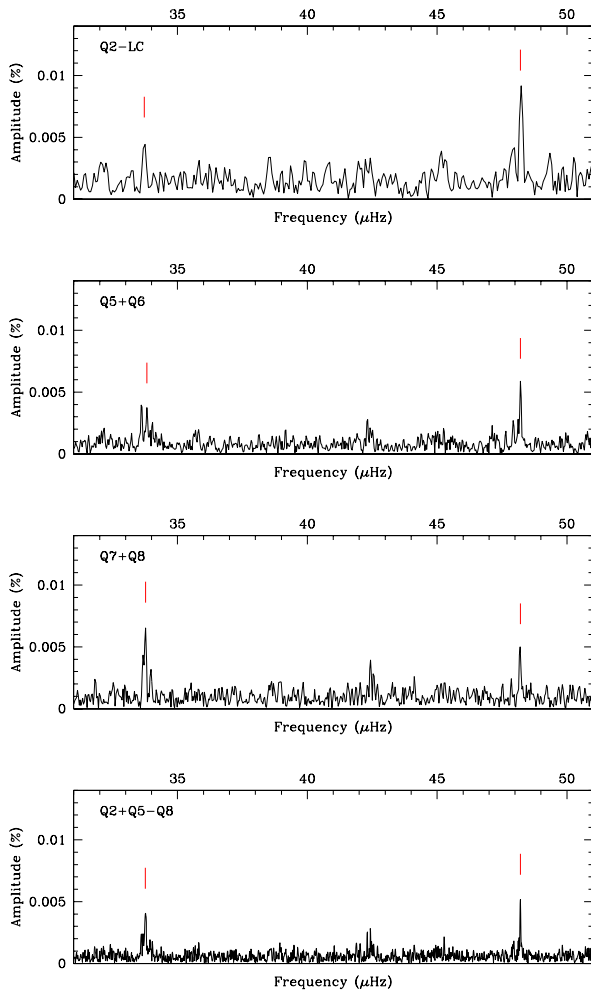 35 40 45 50
Q2-LC
Amplitude (%)
0.01
0.005
0
Frequency (μHz)
35 40 45 50
Q5+Q6
Amplitude (%)
0.01
0.005
0
Frequency (μHz)
35 40 45 50
Q7+Q8
Amplitude (%)
0.01
0.005
0
Frequency (μHz)
35 40 45 50
Q2+Q5-Q8
Amplitude (%)
0.01
0.005
0
Frequency (μHz)